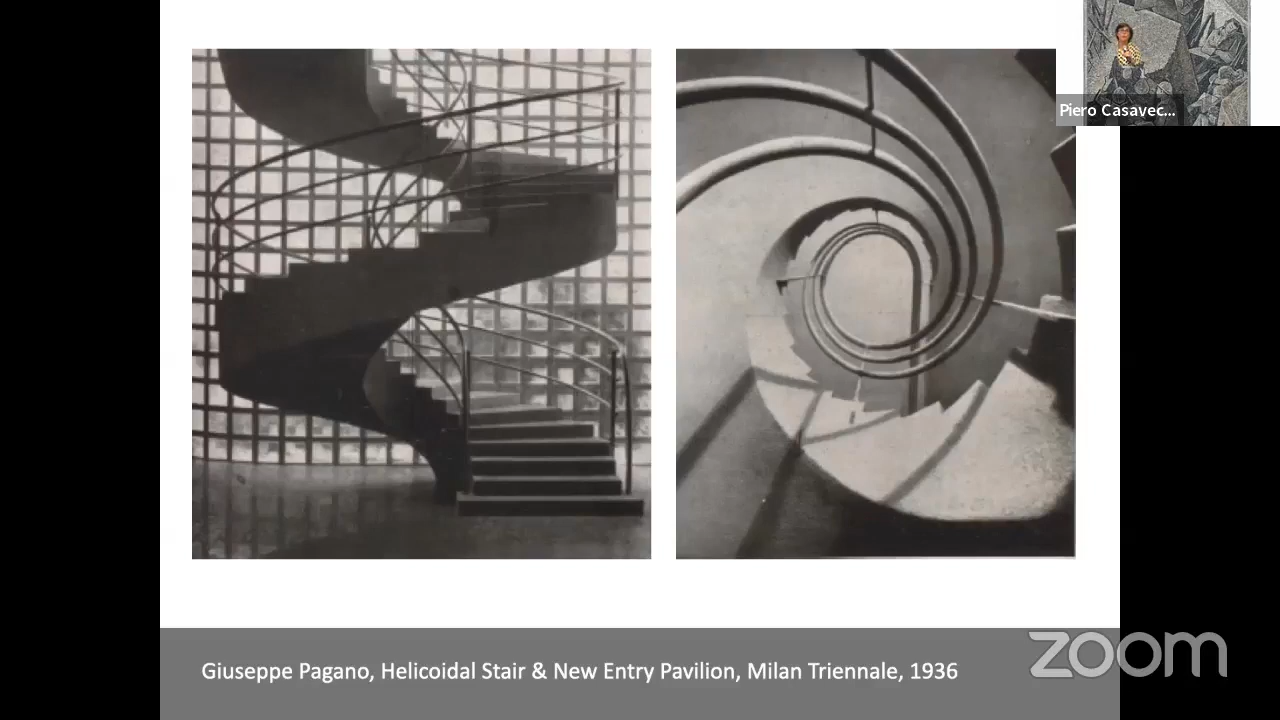 Piero Casavec...
Giuseppe Pagano, Helicoidal Stair & New Entry Pavilion, Milan Triennale, 1936
zoom